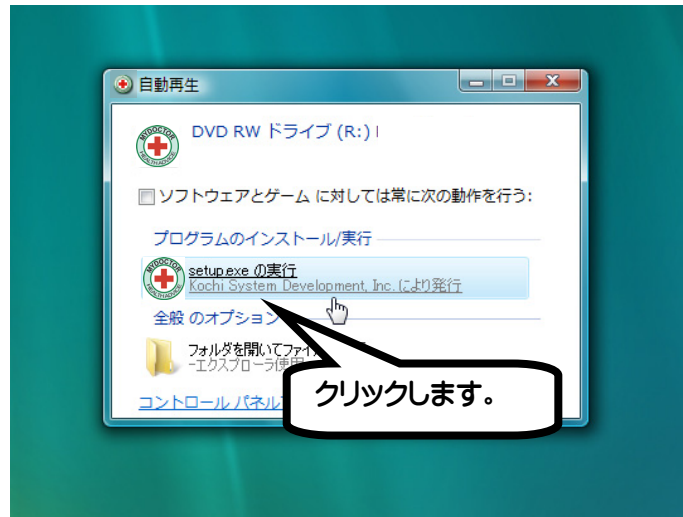 自動再生
DVD RW ドライブ (R:)
ソフトウェアとゲーム に対しては常に次の動作を行う:
プログラムのインストール/実行
MYDOCTOR
HEALTHADVICE
setup.exe の実行
Kochi System Development, Inc. により発行
全般 のオプション
フォルダを開いてファイ
-エクスプローラ使用
クリックします。
コントロール パネル